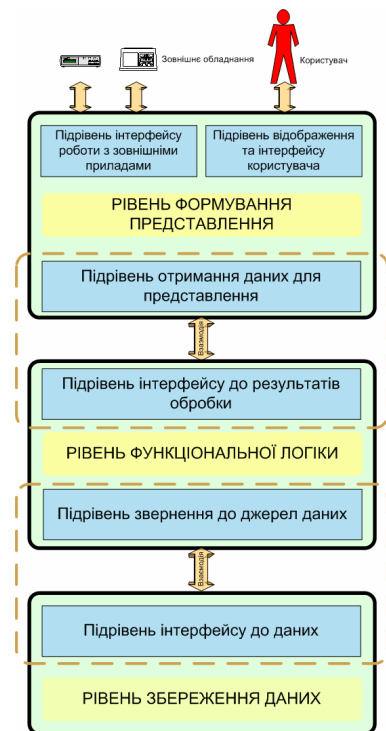 Зовнішнє обладнання
Користувач
Підрівень інтерфейсу
роботи з зовнішніми
приладами
Підрівень відображення
та інтерфейсу
користувача
РІВЕНЬ ФОРМУВАННЯ
ПРЕДСТАВЛЕННЯ
Підрівень отримання даних для
представлення
Взаємодія
Підрівень інтерфейсу до результатів
обробки
РІВЕНЬ ФУНКЦІОНАЛЬНОЇ ЛОГІКИ
Підрівень звернення до джерел даних
Взаємодія
Підрівень інтерфейсу до даних
РІВЕНЬ ЗБЕРЕЖЕННЯ ДАНИХ